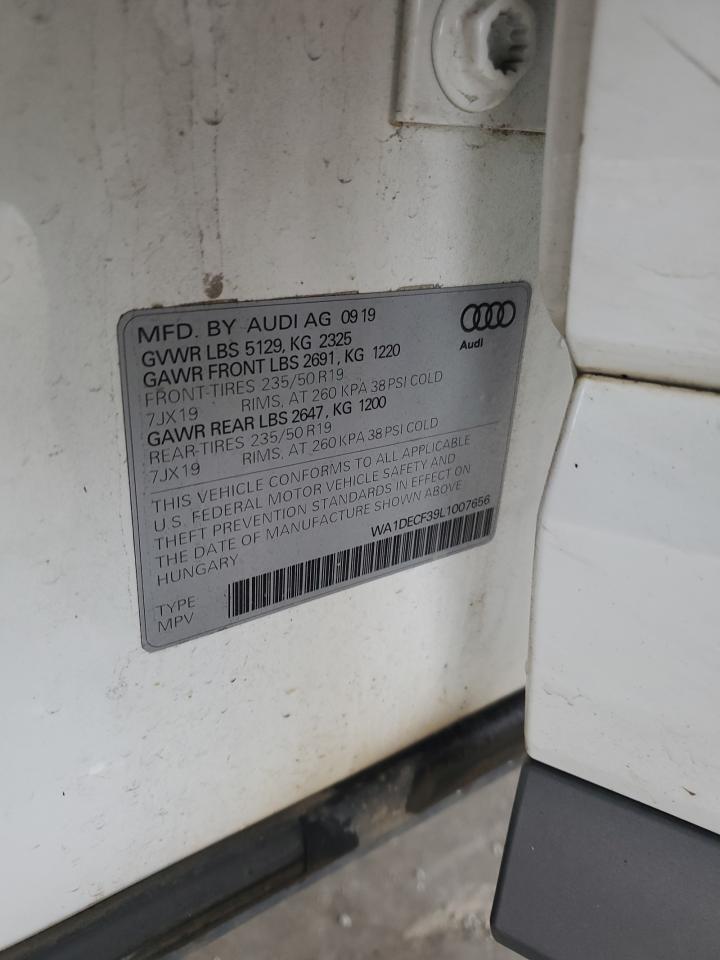 MFD. BY AUDI AG 0919
GVWR LBS 5129, KG 2325
GAWR FRONT LBS 2691, KG 1220
FRONT-TIRES 235/50 R19
7JX19 RIMS, AT 260 KPA 38 PSI COLD
GAWR REAR LBS 2647, KG 1200
REAR-TIRES 235/50 R19
7JX19 RIMS, AT 260 KPA 38 PSI COLD
Audi
THIS VEHICLE CONFORMS TO ALL APPLICABLE
U.S. FEDERAL MOTOR VEHICLE SAFETY AND
THEFT PREVENTION STANDARDS IN EFFECT ON
THE DATE OF MANUFACTURE SHOWN ABOVE
HUNGARY
WA1DECF39L1007656
TYPE
MPV